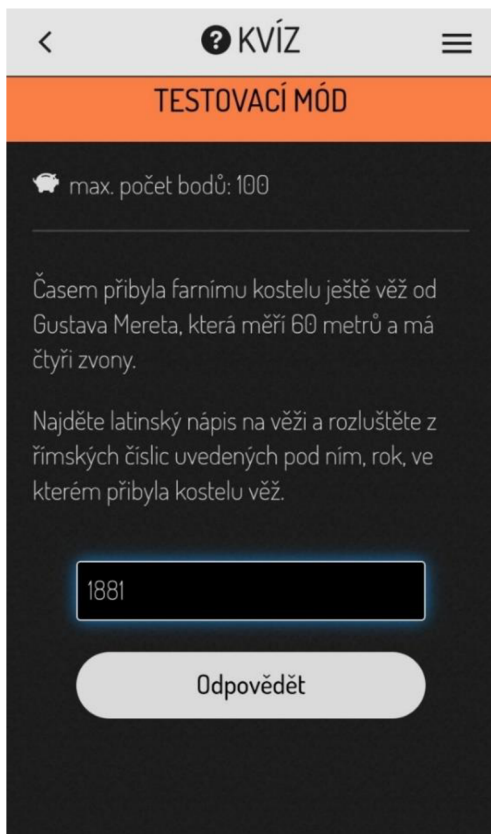 KVÍZ
TESTOVACÍ MÓD
max. počet bodů: 100
Časem přibyla farnímu kostelu ještě věž od
Gustava Mereta, která měří 60 metrů a má
čtyři zvony.
Najděte latinský nápis na věži a rozluštěte z
římských číslic uvedených pod ním, rok, ve
kterém přibyla kostelu věž.
1881
Odpovědět